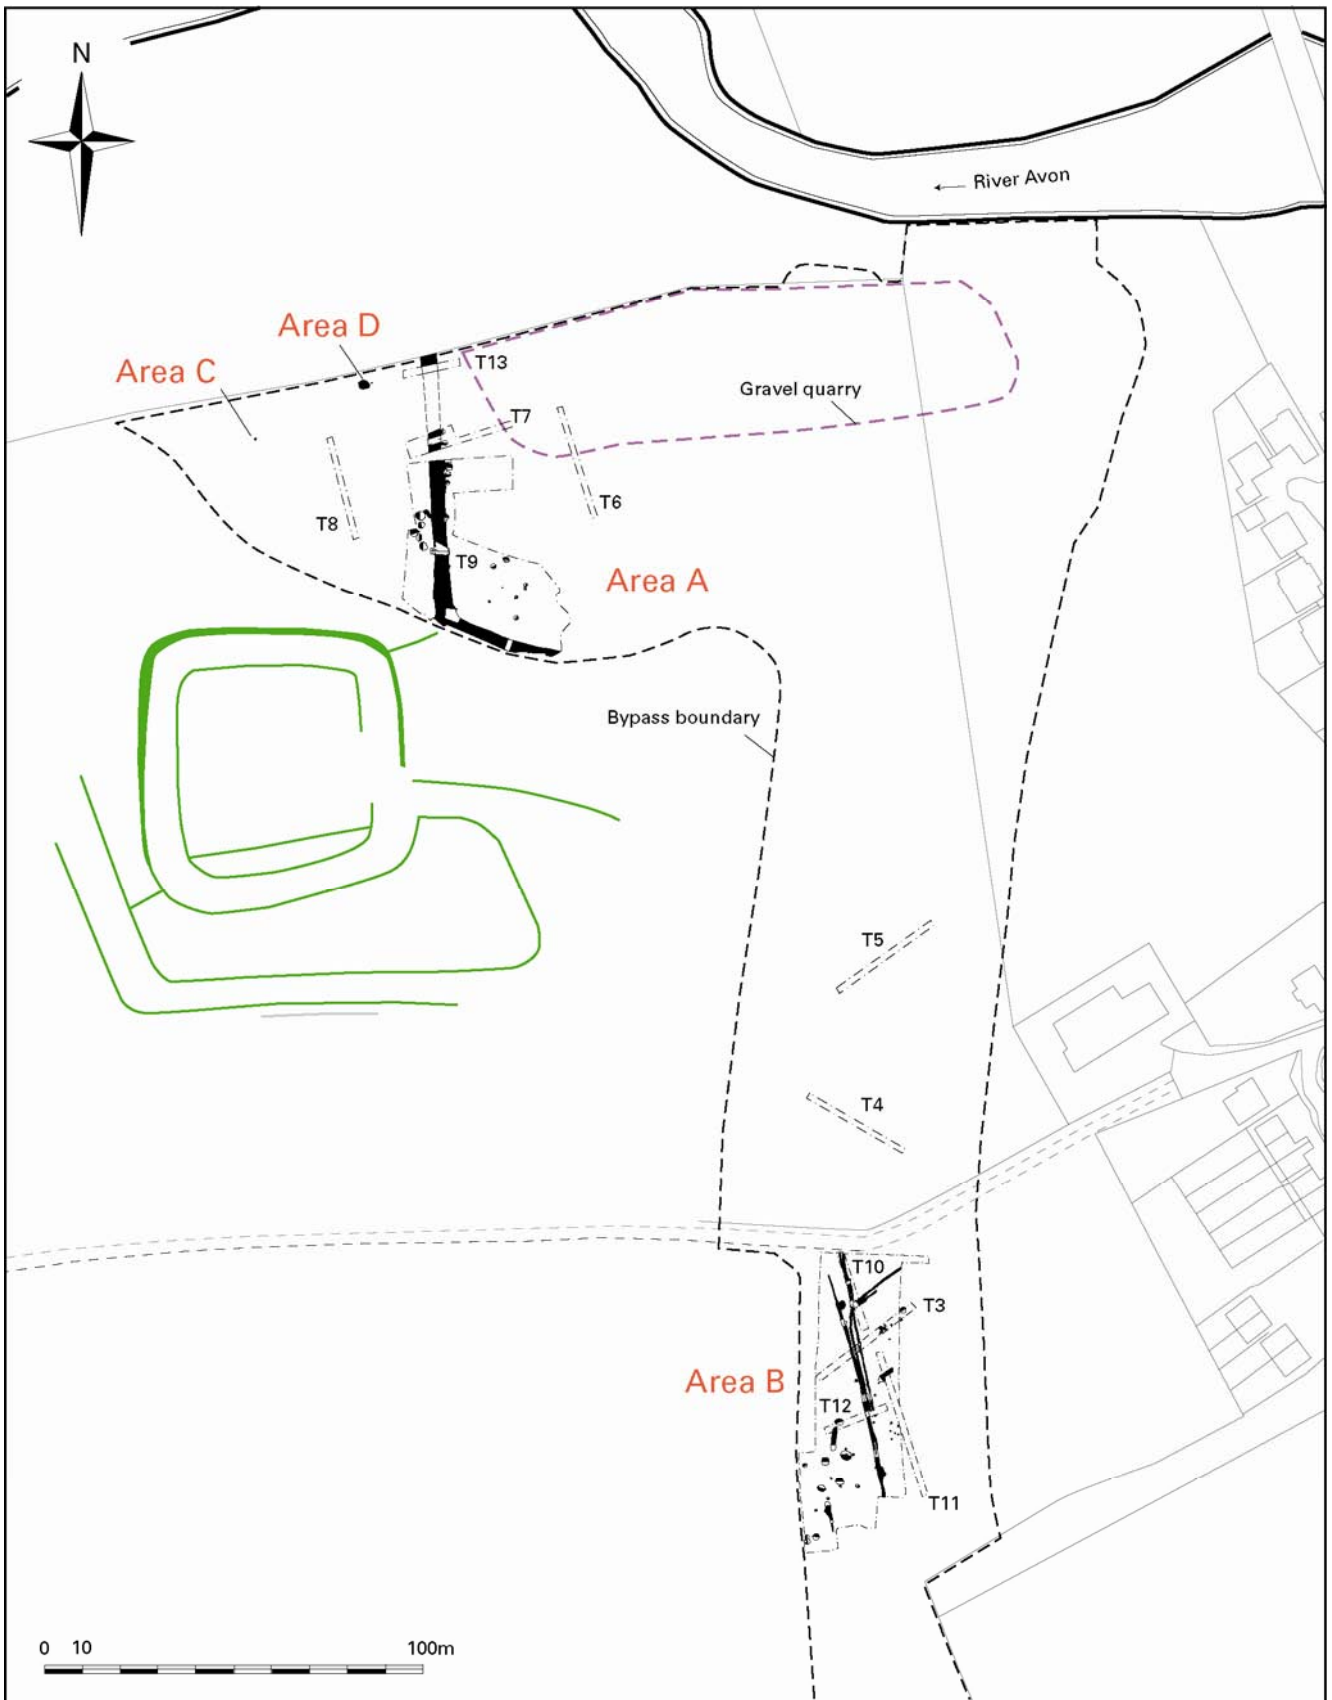 N
← River Avon
Area D
Area C
T13
Gravel quarry
T7
T6
T8
T9
Area A
Bypass boundary
T5
T4
T10
T3
Area B
T12
T11
0 10 100m